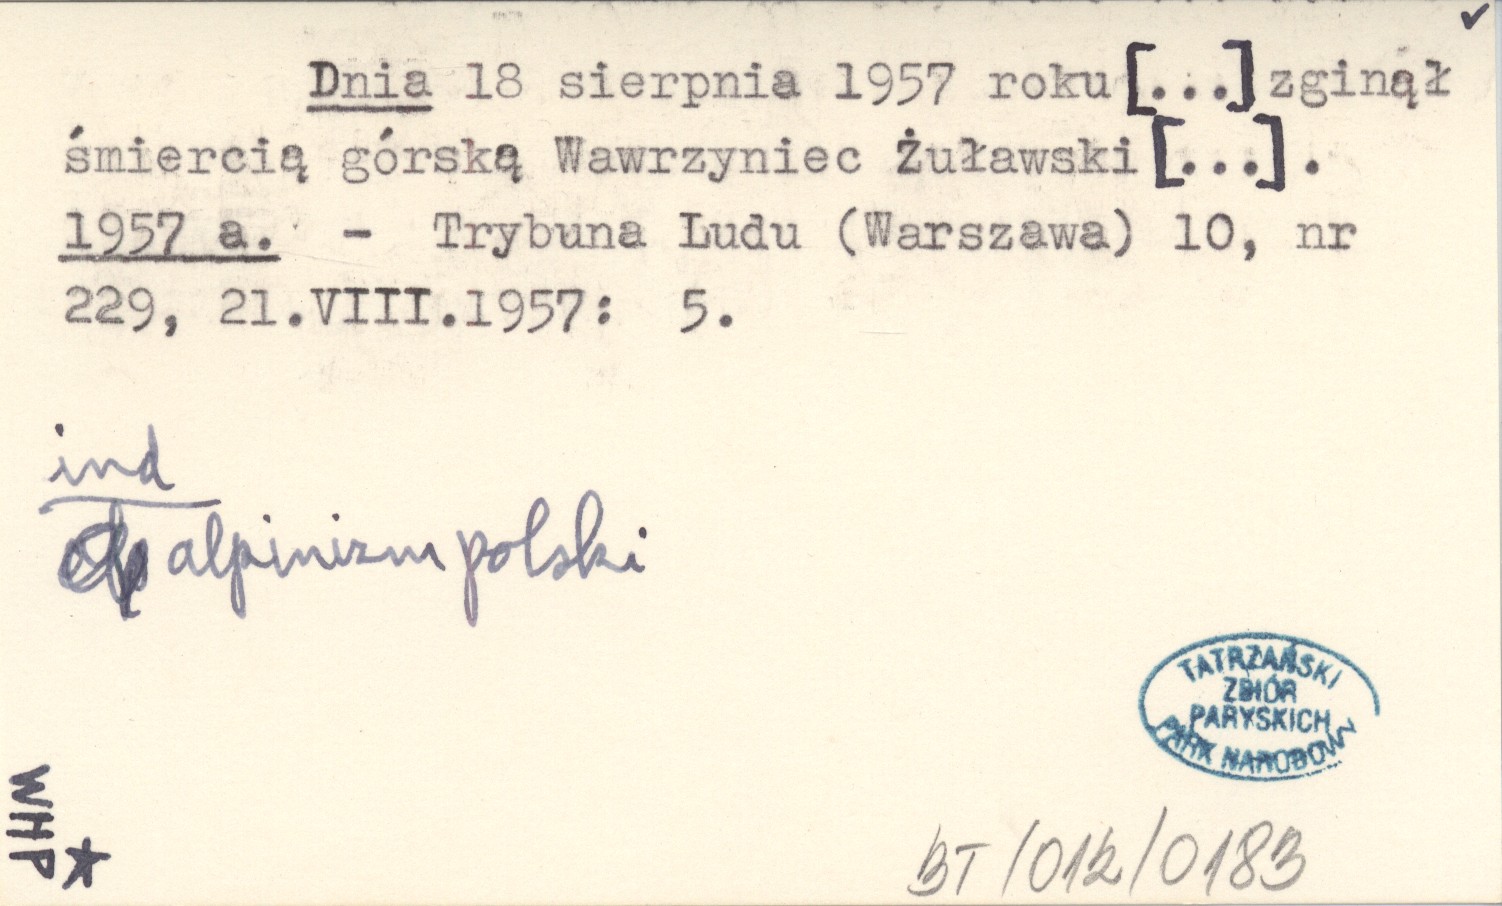 ✓
Dnia 18 sierpnia 1957 roku [...] zginął
śmiercią górską Wawrzyniec Żuławski [...] .
1957 a. - Trybuna Ludu (Warszawa) 10, nr
229, 21.VIII.1957: 5.
ind
alpinizm polski
TATRZAŃSKI
ZBIÓR
PARYSKICH
PARK NARODOWY
WHP
BT/012/0183